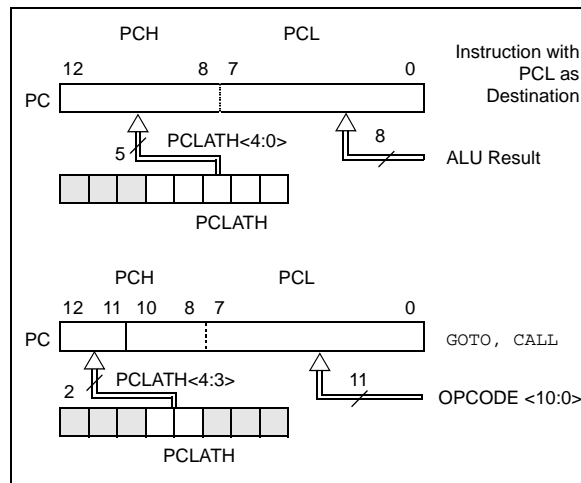 PCH PCL
12 8 7 0
Instruction with
PCL as
Destination
PC
PCLATH<4:0>
5 8
ALU Result
PCLATH
PCH PCL
12 11 10 8 7 0
PC
GOTO, CALL
PCLATH<4:3>
2 11
OPCODE <10:0>
PCLATH